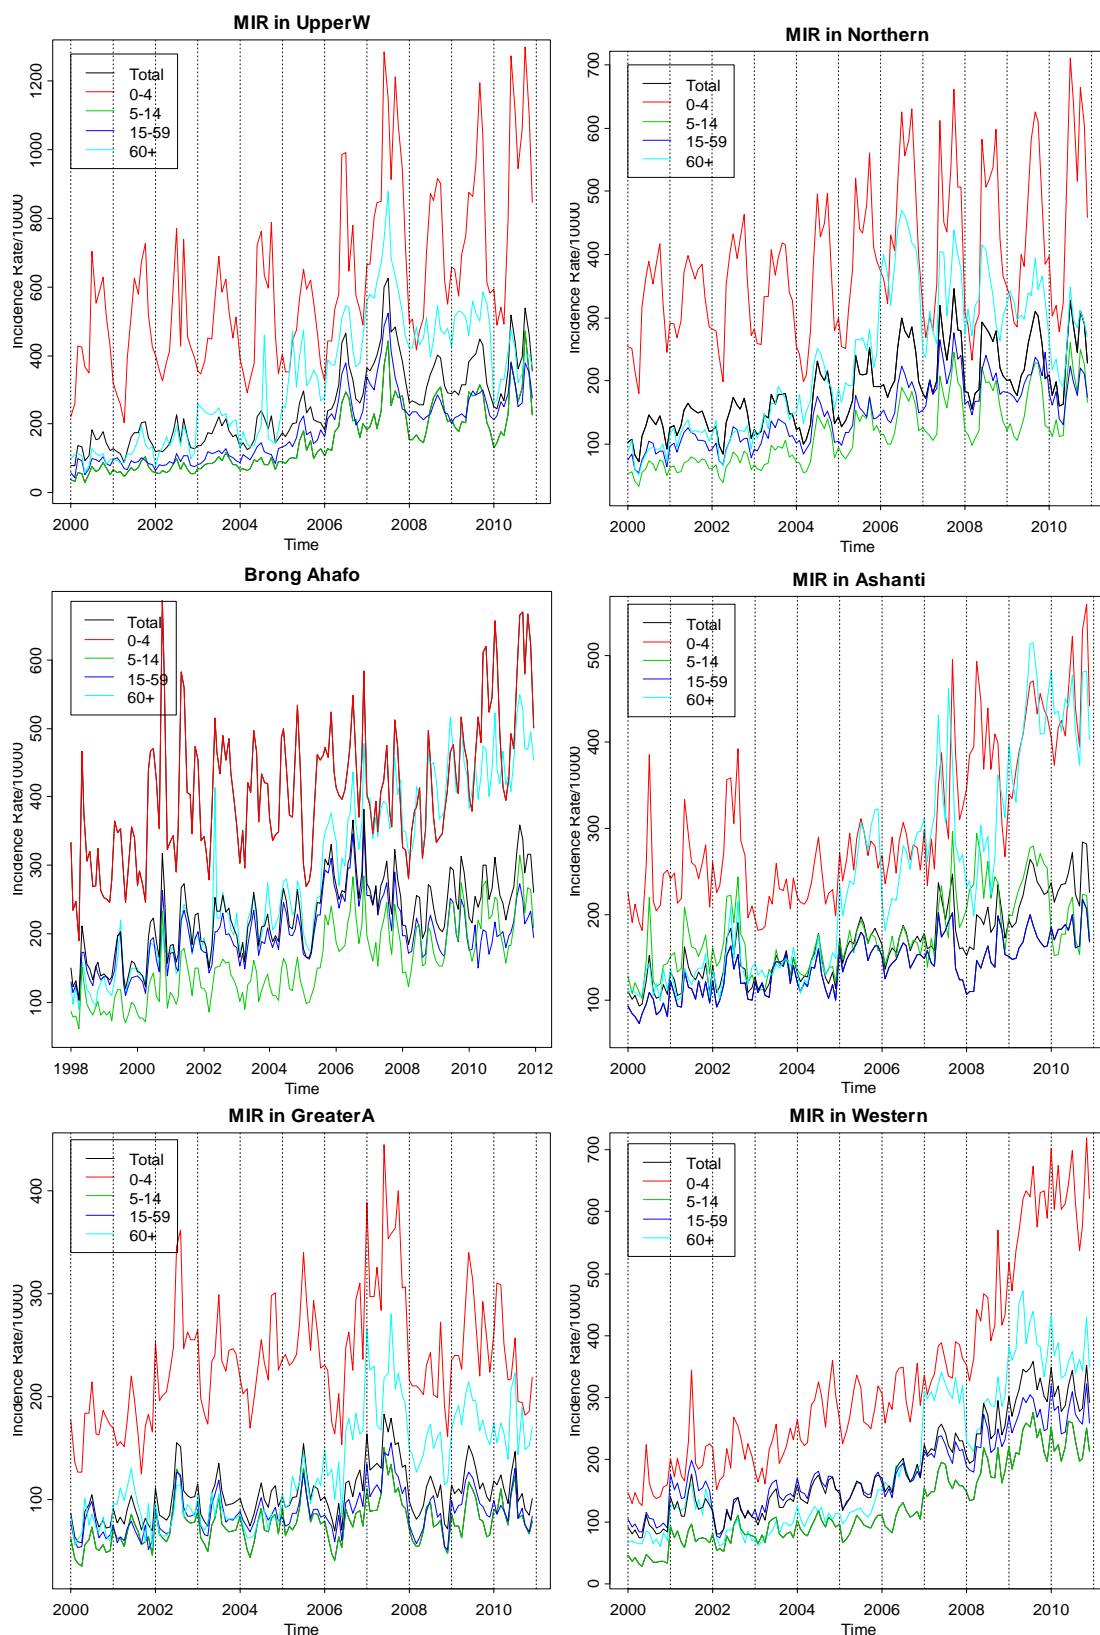 MIR in UpperW
Incidence Rate/10000
0 200 400 600 800 1000 1200
Total
0-4
5-14
15-59
60+
2000 2002 2004 2006 2008 2010
Time
MIR in Northern
Incidence Rate/10000
100 200 300 400 500 600 700
Total
0-4
5-14
15-59
60+
2000 2002 2004 2006 2008 2010
Time
Brong Ahafo
Incidence Rate/10000
100 200 300 400 500 600
Total
0-4
5-14
15-59
60+
1998 2000 2002 2004 2006 2008 2010 2012
Time
MIR in Ashanti
Incidence Rate/10000
100 200 300 400 500
Total
0-4
5-14
15-59
60+
2000 2002 2004 2006 2008 2010
Time
MIR in GreaterA
Incidence Rate/10000
100 200 300 400
Total
0-4
5-14
15-59
60+
2000 2002 2004 2006 2008 2010
Time
MIR in Western
Incidence Rate/10000
0 100 200 300 400 500 600 700
Total
0-4
5-14
15-59
60+
2000 2002 2004 2006 2008 2010
Time